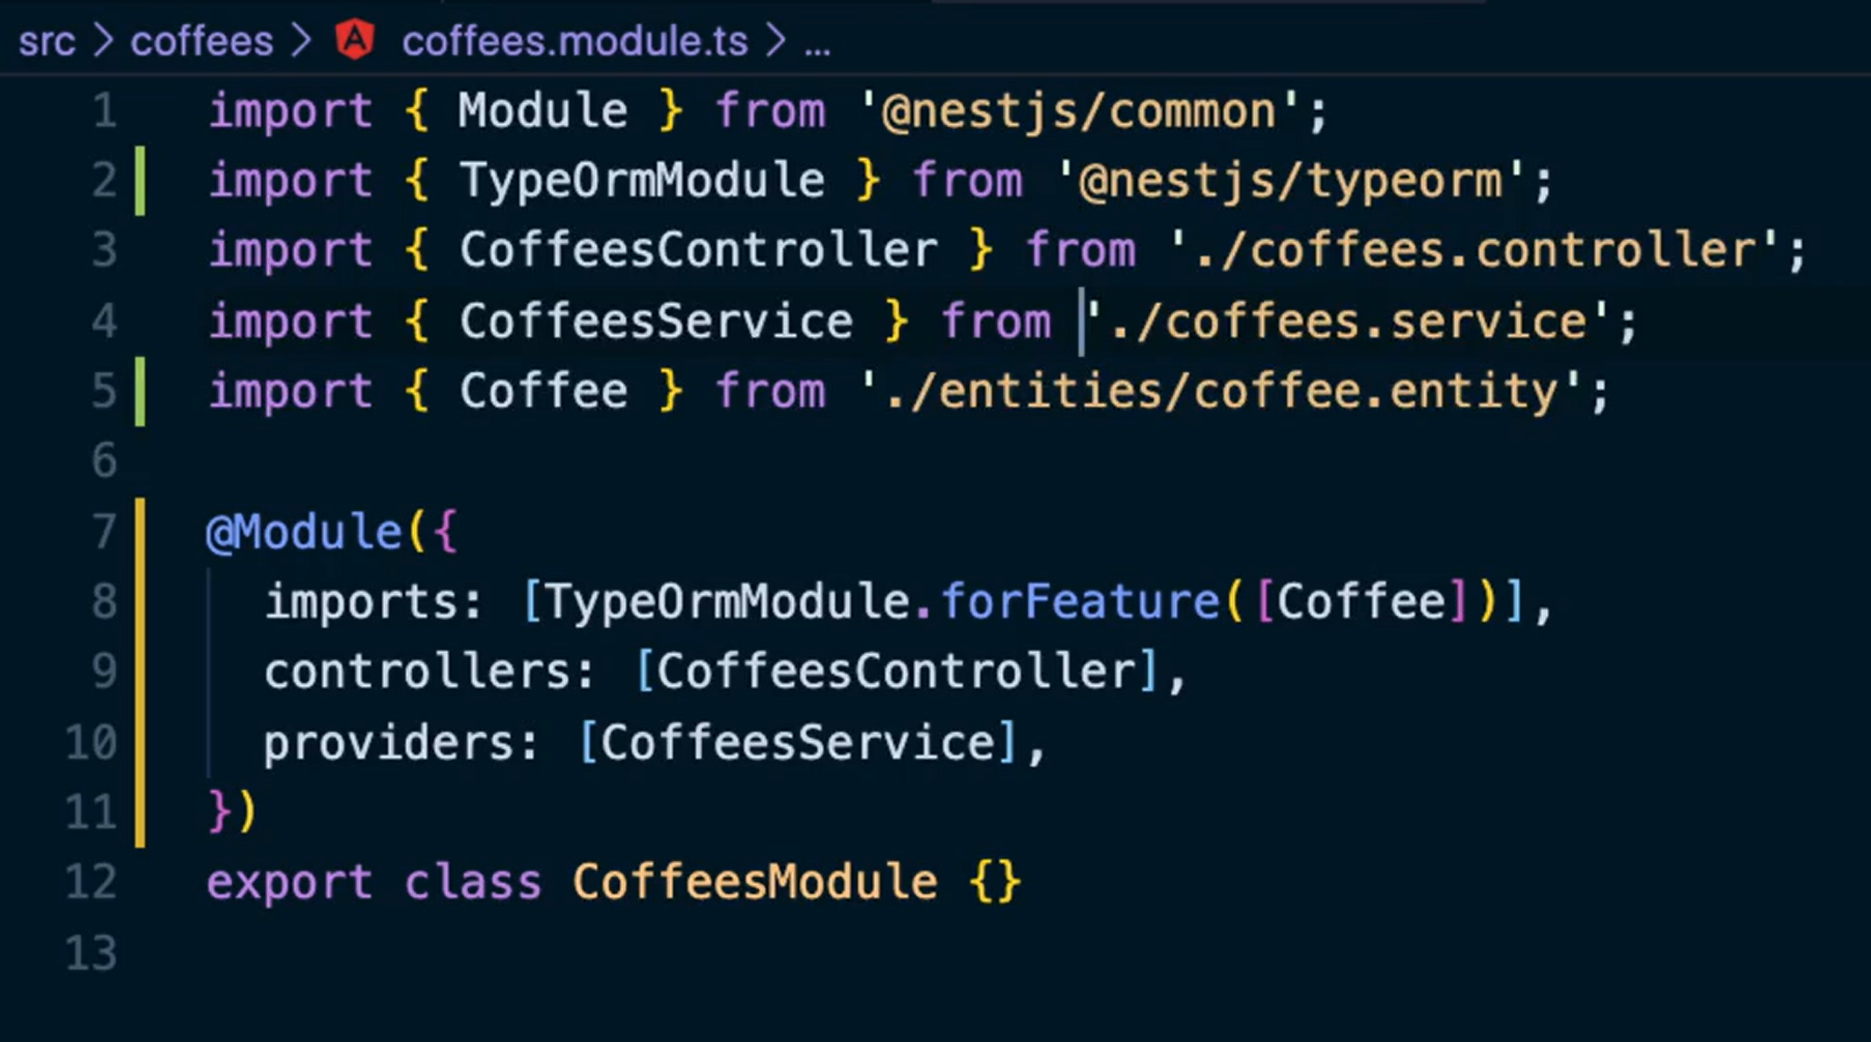 src > coffees > coffees.module.ts > ...
1 import { Module } from '@nestjs/common';
2 import { TypeOrmModule } from '@nestjs/typeorm';
3 import { CoffeesController } from './coffees.controller';
4 import { CoffeesService } from './coffees.service';
5 import { Coffee } from './entities/coffee.entity';
6
7 @Module({
8   imports: [TypeOrmModule.forFeature([Coffee])],
9   controllers: [CoffeesController],
10   providers: [CoffeesService],
11 })
12 export class CoffeesModule {}
13